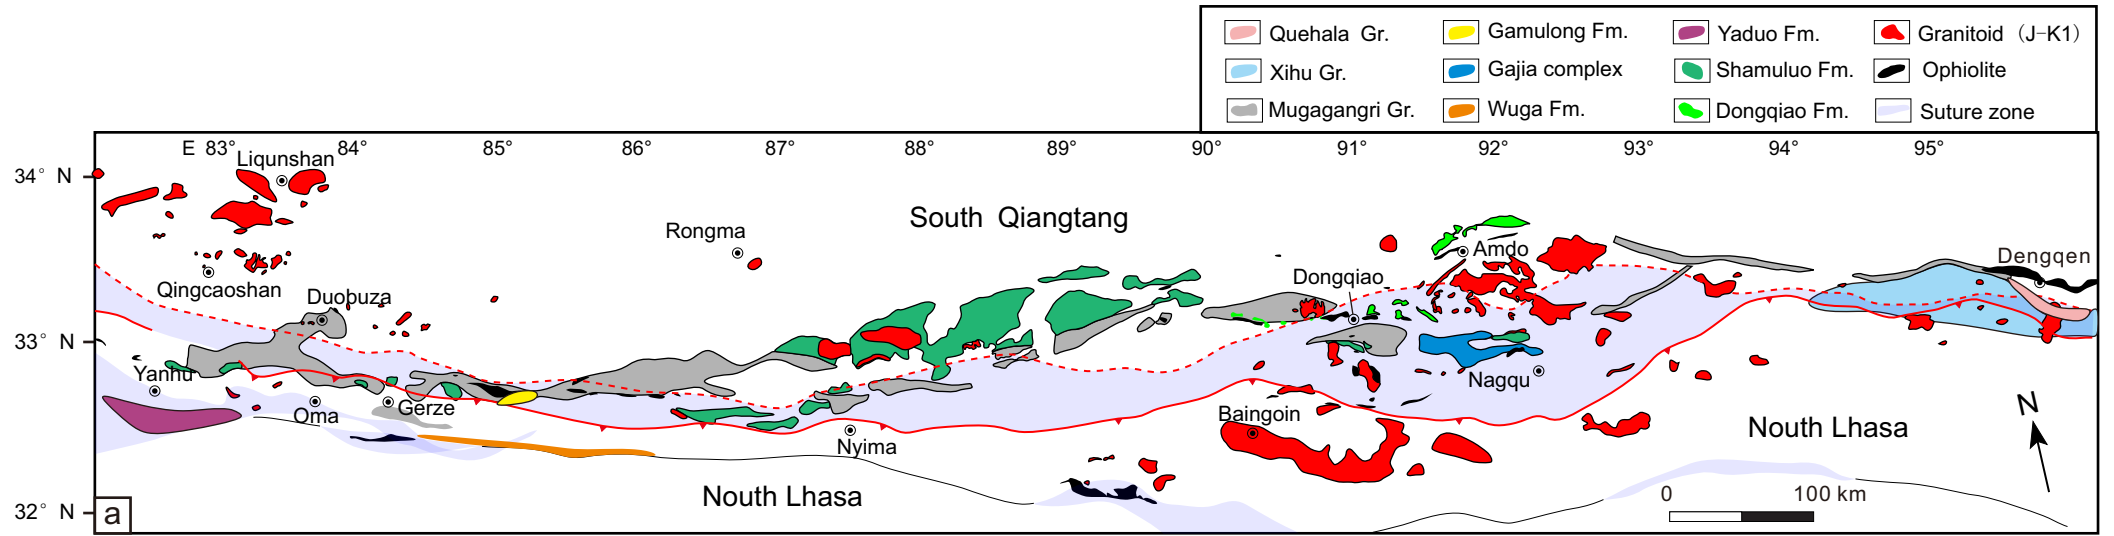 Quehala Gr.
Gamulong Fm.
Yaduo Fm.
Granitoid (J-K1)
Xihu Gr.
Gajia complex
Shamuluo Fm.
Ophiolite
Mugagangri Gr.
Wuga Fm.
Dongqiao Fm.
Suture zone
E 83°
84°
85°
86°
87°
88°
89°
90°
91°
92°
93°
94°
95°
34° N
33° N
32° N
Liqunshan
Rongma
South Qiangtang
Amdo
Dengqen
Qingcaoshan
Duobuza
Dongqiao
Yanhu
Oma
Gerze
Nyima
Nagqu
Baingoin
Nouth Lhasa
Nouth Lhasa
N
0
100 km
a